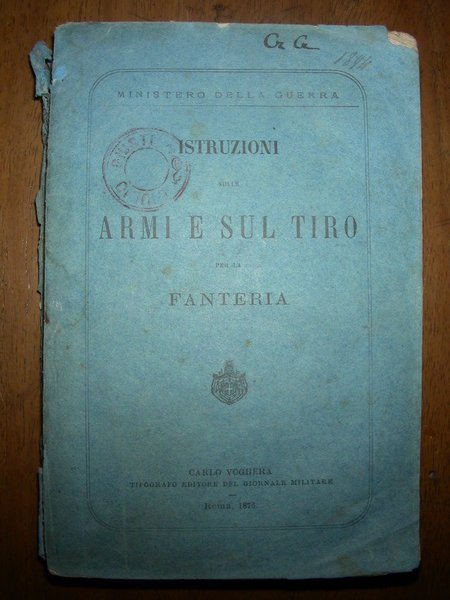 MINISTERO DELLA GUERRA
ISTRUZIONI
SULLE
ARMI E SUL TIRO
PER LA
FANTERIA
CARLO VOGHERA
TIPOGRAFO EDITORE DEL GIORNALE MILITARE
Roma, 1876.